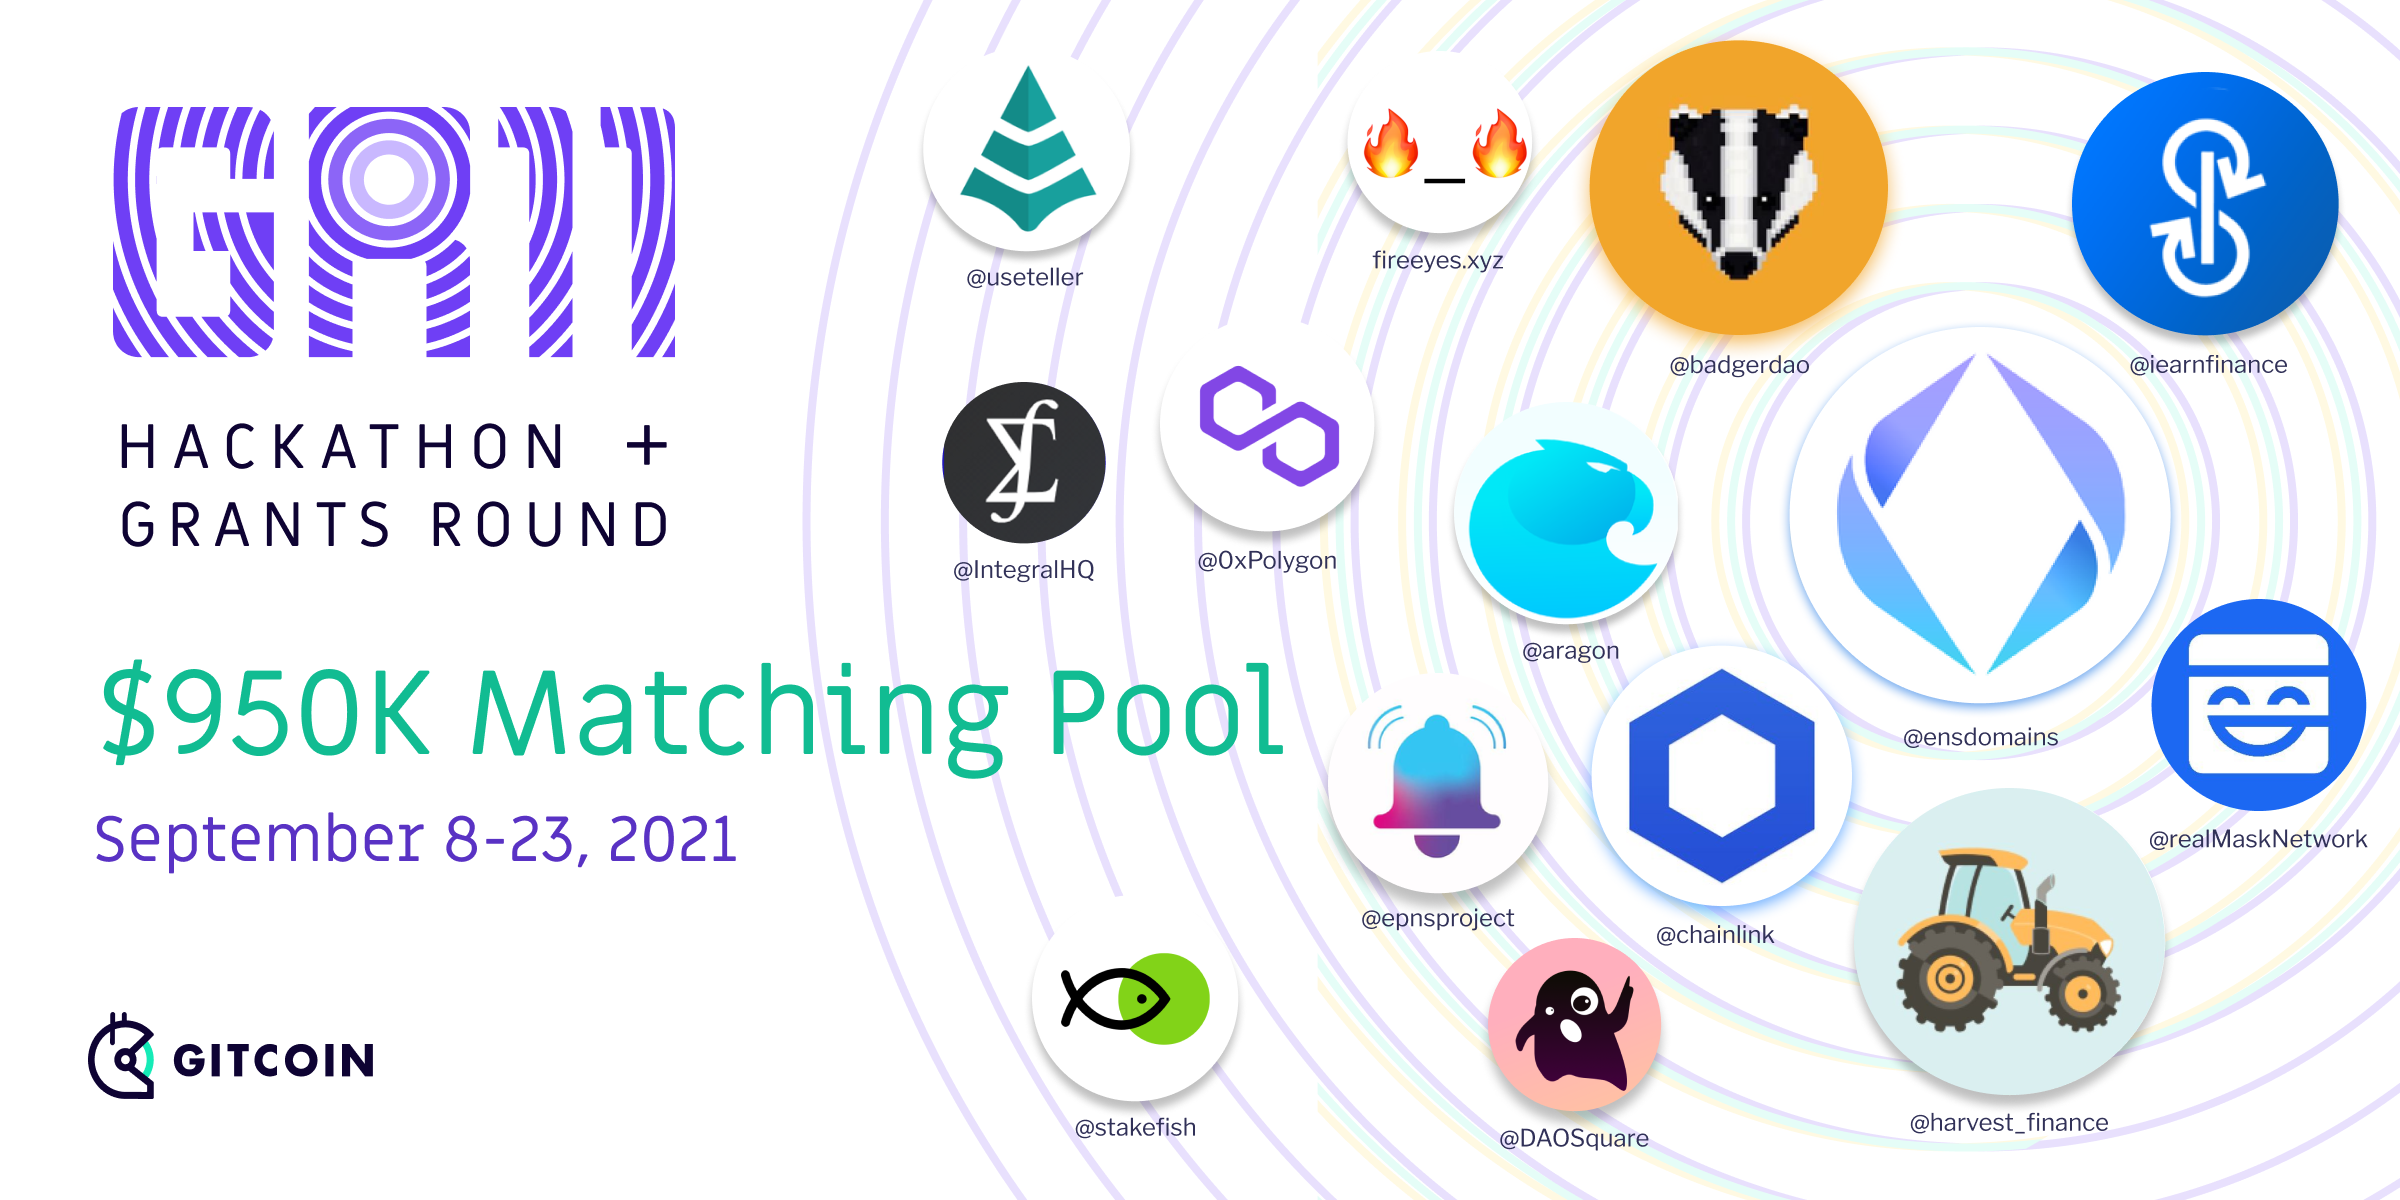 GR11
HACKATHON +
GRANTS ROUND
$950K Matching Pool
September 8-23, 2021
GITCOIN
@useteller
fireeyes.xyz
@badgerdao
@iearnfinance
@IntegralHQ
@0xPolygon
@aragon
@ensdomains
@realMaskNetwork
@epnsproject
@chainlink
@stakefish
@DAOSquare
@harvest_finance